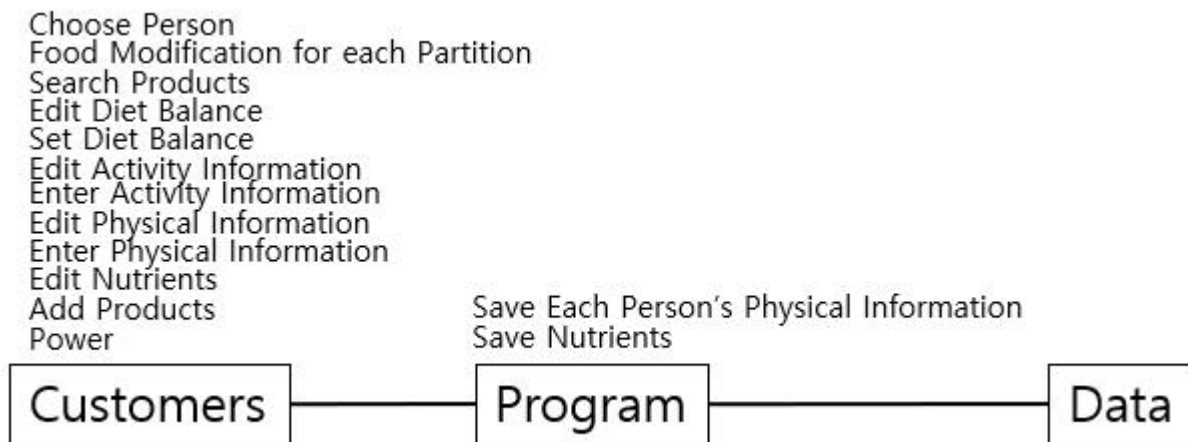 Choose Person
Food Modification for each Partition
Search Products
Edit Diet Balance
Set Diet Balance
Edit Activity Information
Enter Activity Information
Edit Physical Information
Enter Physical Information
Edit Nutrients
Add Products
Power
Save Each Person's Physical Information
Save Nutrients
Customers
Program
Data